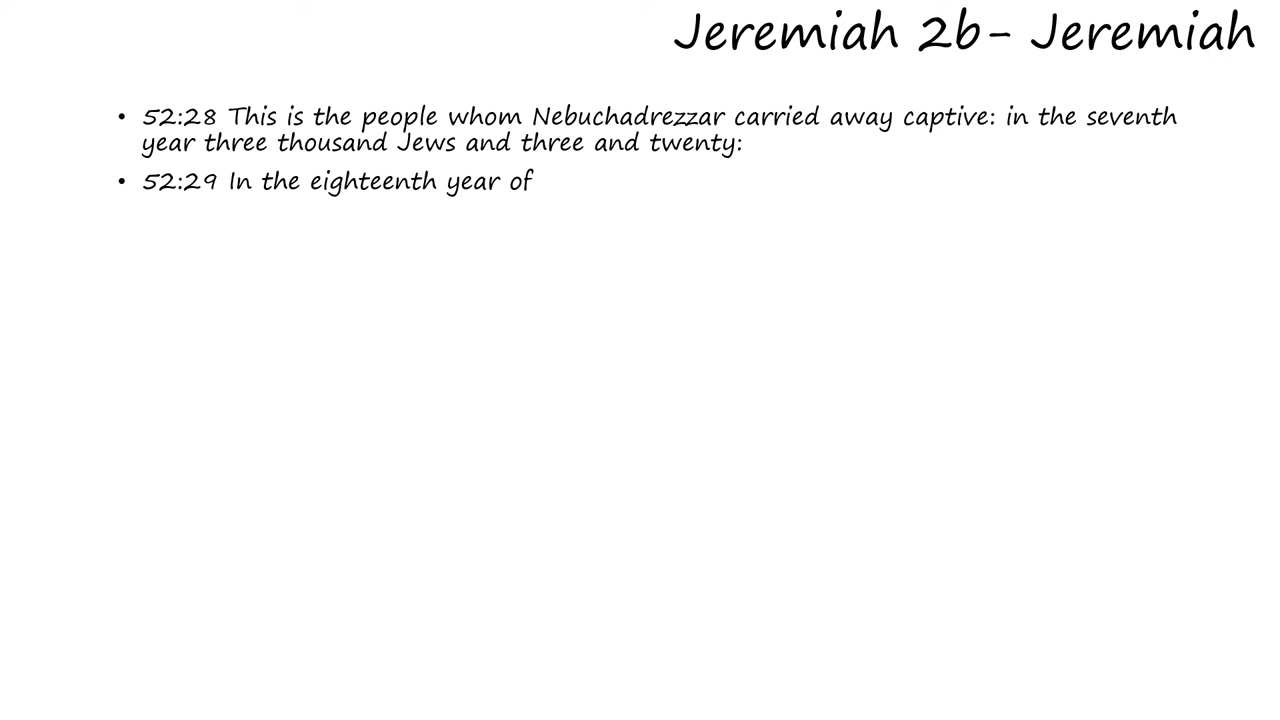 Jeremiah 2b- Jeremiah
• 52:28 This is the people whom Nebuchadrezzar carried away captive: in the seventh
year three thousand Jews and three and twenty:
• 52:29 In the eighteenth year of